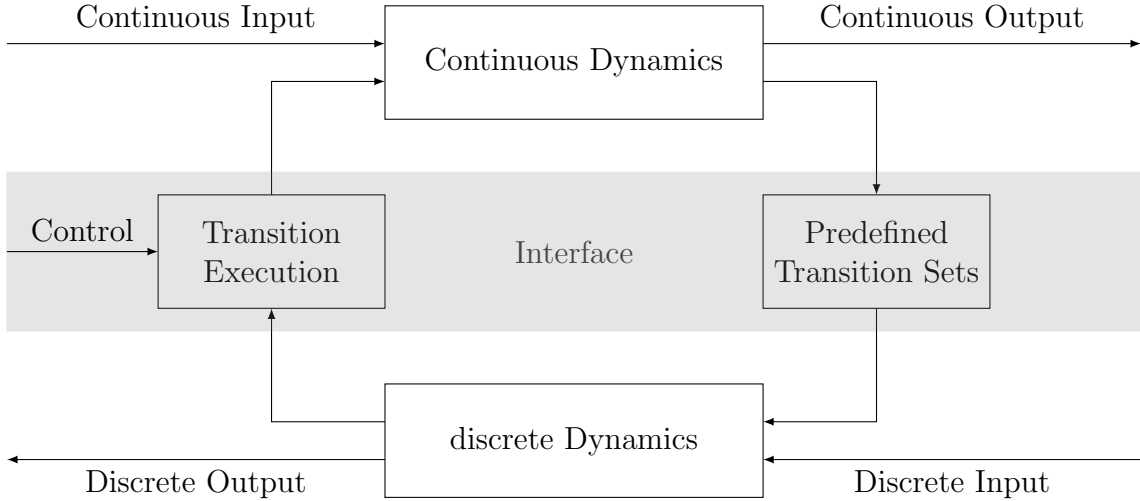 Continuous Input
Continuous Output
Continuous Dynamics
Control
Transition
Execution
Interface
Predefined
Transition Sets
discrete Dynamics
Discrete Output
Discrete Input